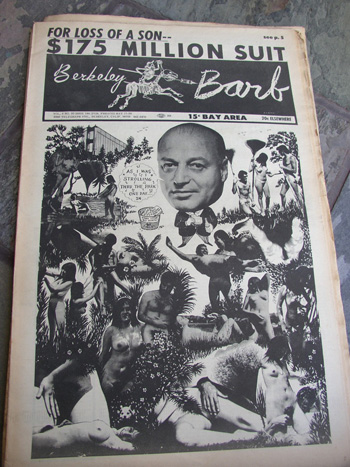 FOR LOSS OF A SON-- see p. 5
$175 MILLION SUIT
Berkeley Barb
15¢ BAY AREA 20¢ ELSEWHERE
AS I WAS
STROLLING
THRU THE PARK
ONE DAY...